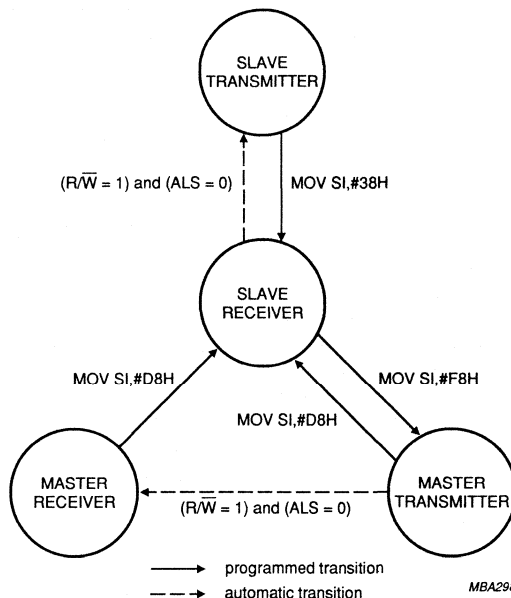 SLAVE
TRANSMITTER
(R/W̅ = 1) and (ALS = 0)
MOV SI,#38H
SLAVE
RECEIVER
MOV SI,#D8H
MOV SI,#F8H
MOV SI,#D8H
MASTER
RECEIVER
MASTER
TRANSMITTER
(R/W̅ = 1) and (ALS = 0)
programmed transition
automatic transition